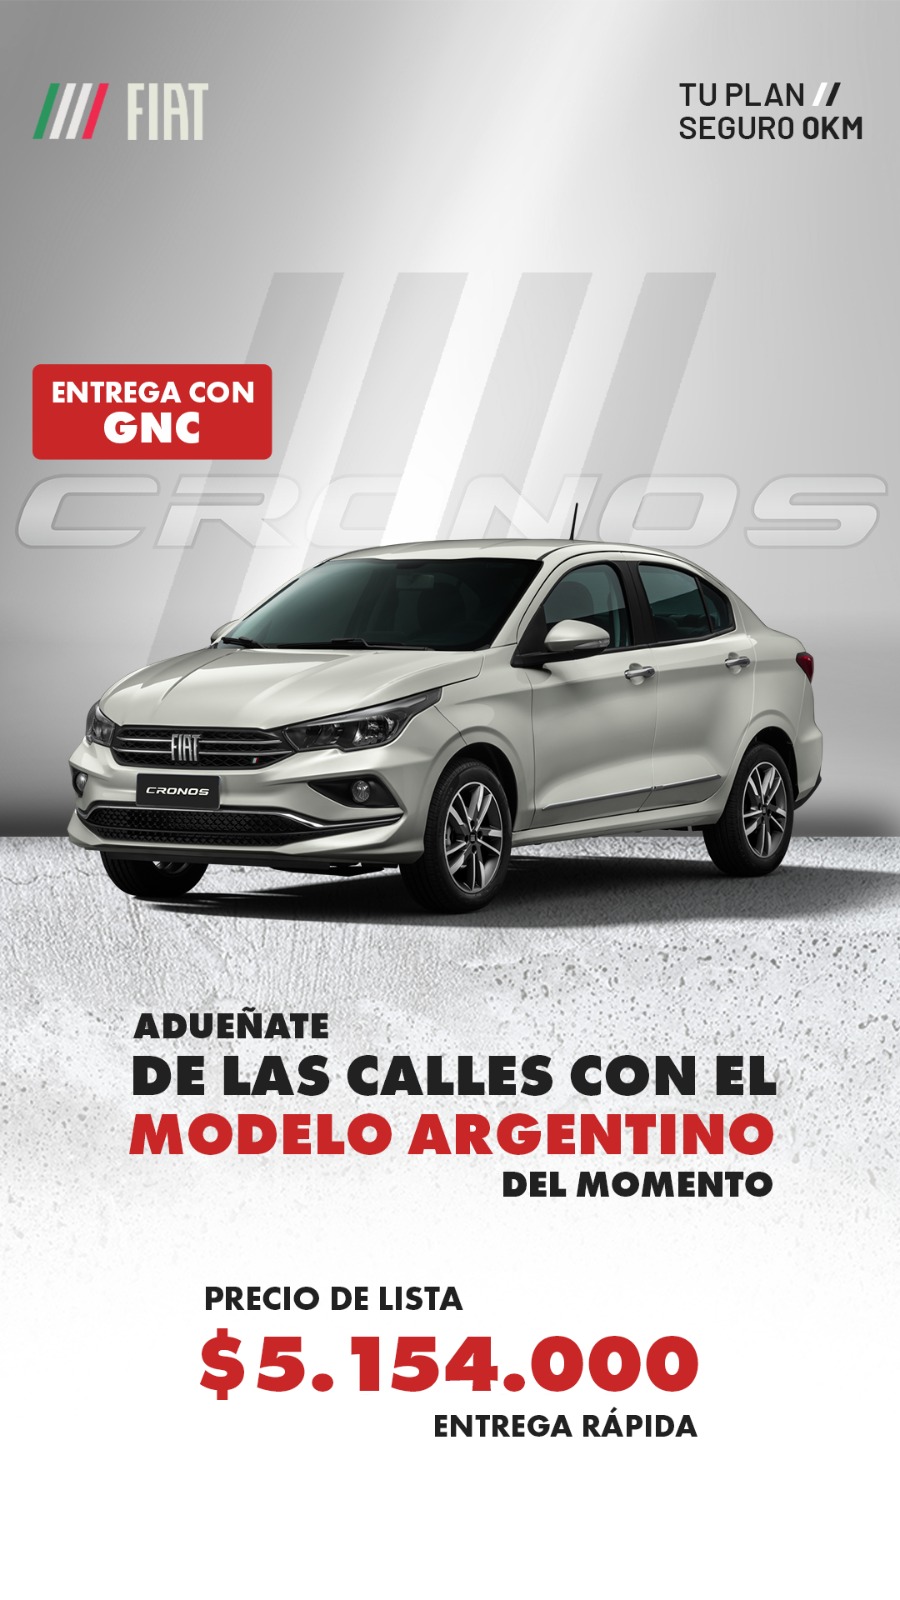 FIAT
TU PLAN
SEGURO 0KM
ENTREGA CON
GNC
CRONOS
FIAT
CRONOS
ADUEÑATE
DE LAS CALLES CON EL
MODELO ARGENTINO
DEL MOMENTO
PRECIO DE LISTA
$5.154.000
ENTREGA RÁPIDA